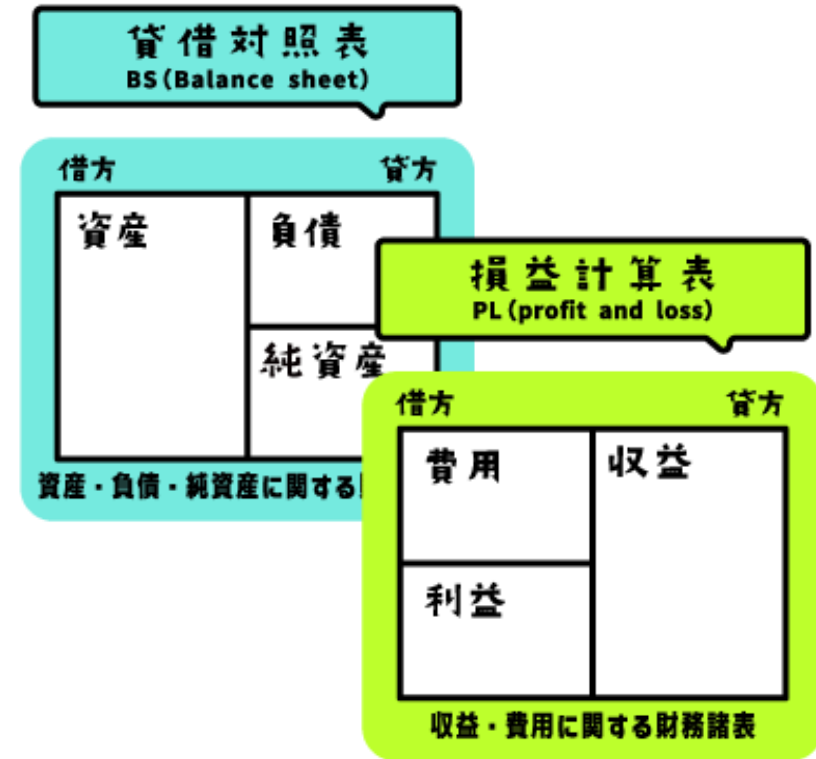 貸借対照表
BS(Balance sheet)
借方
貸方
資産
負債
純資産
資産・負債・純資産に関する
損益計算表
PL(profit and loss)
借方
貸方
費用
収益
利益
収益・費用に関する財務諸表